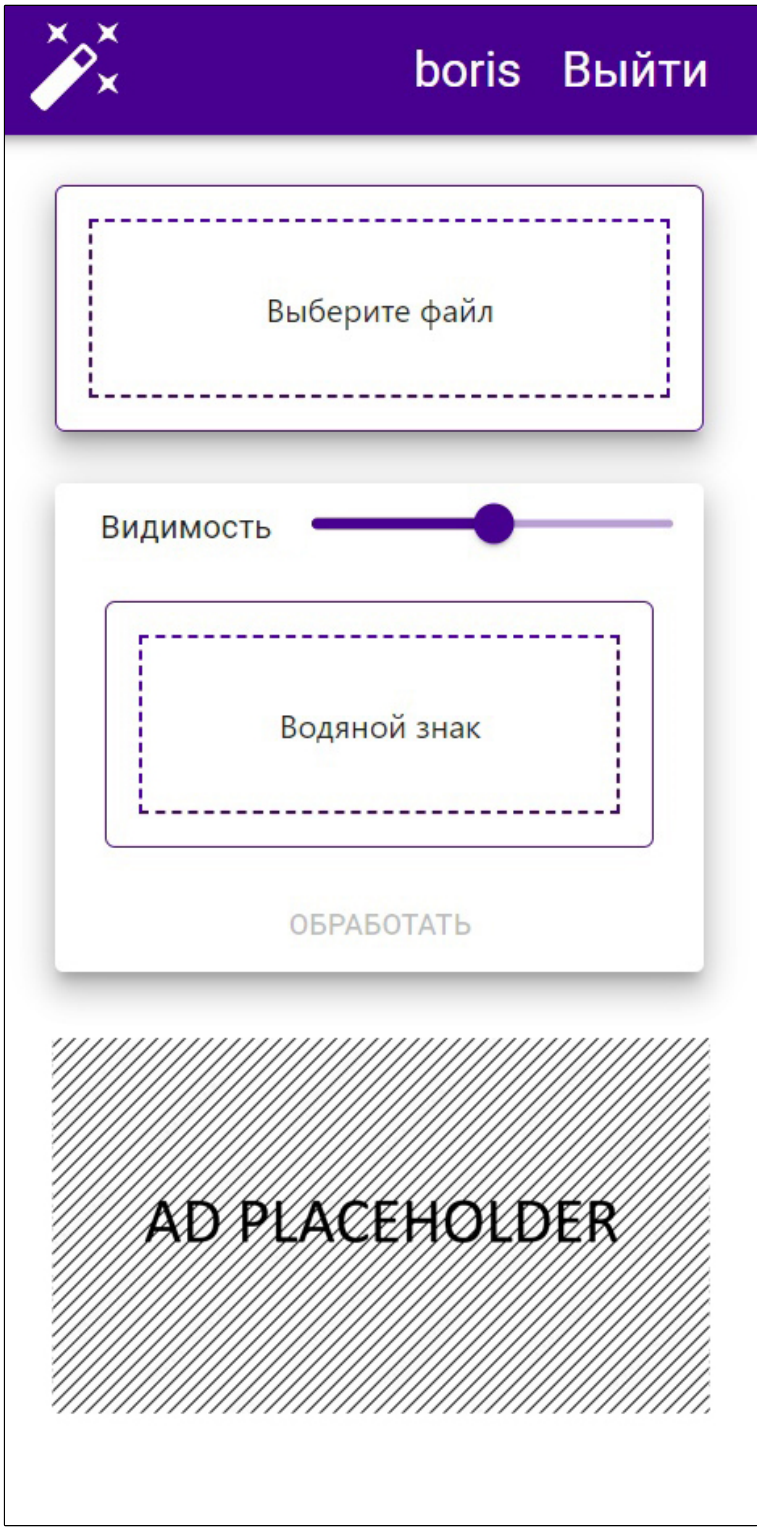 boris Выйти
Выберите файл
Видимость
Водяной знак
ОБРАБОТАТЬ
AD PLACEHOLDER